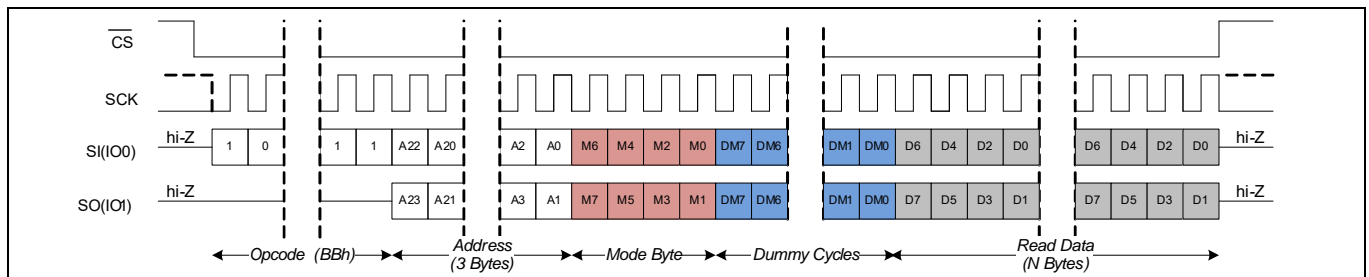 CS
SCK
SI(IO0) hi-Z 1 0 1 1 A22 A20 A2 A0 M6 M4 M2 M0 DM7 DM6 DM1 DM0 D6 D4 D2 D0 D6 D4 D2 D0 hi-Z
SO(IO1) hi-Z A23 A21 A3 A1 M7 M5 M3 M1 DM7 DM6 DM1 DM0 D7 D5 D3 D1 D7 D5 D3 D1 hi-Z
Opcode (BBh) Address Mode Byte Dummy Cycles Read Data
(3 Bytes) (N Bytes)